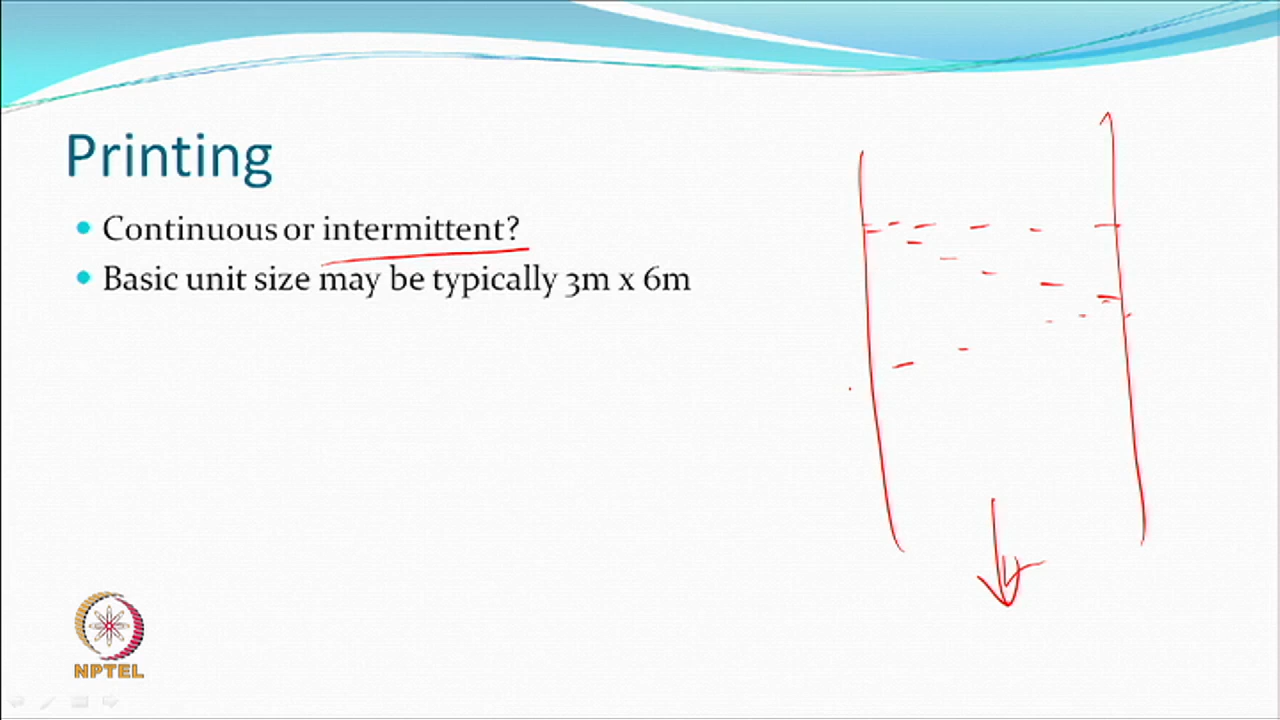 Printing
Continuous or intermittent?
Basic unit size may be typically 3m x 6m
NPTEL